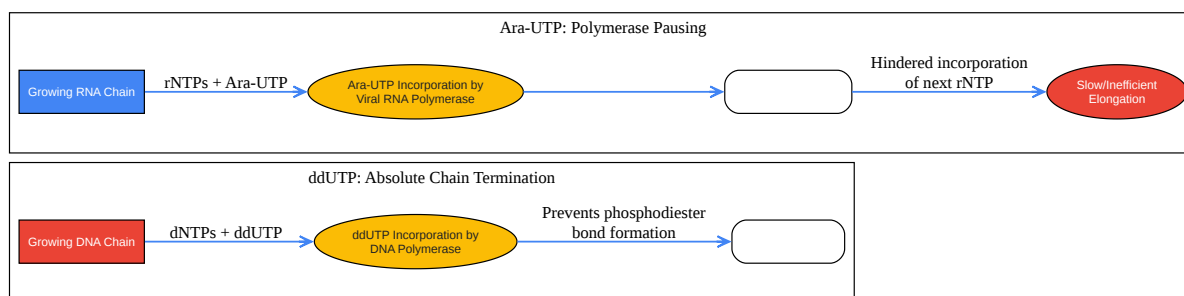 Ara-UTP: Polymerase Pausing
Growing RNA Chain
rNTPs + Ara-UTP
Ara-UTP Incorporation by
Viral RNA Polymerase
Hindered incorporation
of next rNTP
Slow/Inefficient
Elongation
ddUTP: Absolute Chain Termination
Growing DNA Chain
dNTPs + ddUTP
ddUTP Incorporation by
DNA Polymerase
Prevents phosphodiester
bond formation